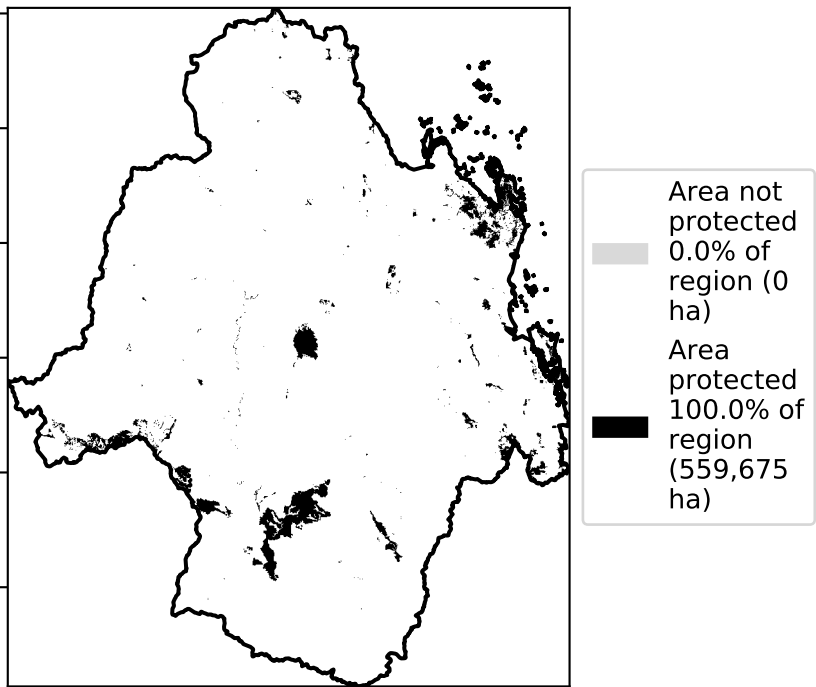 Area not
protected
0.0% of
region (0
ha)
Area
protected
100.0% of
region
(559,675
ha)